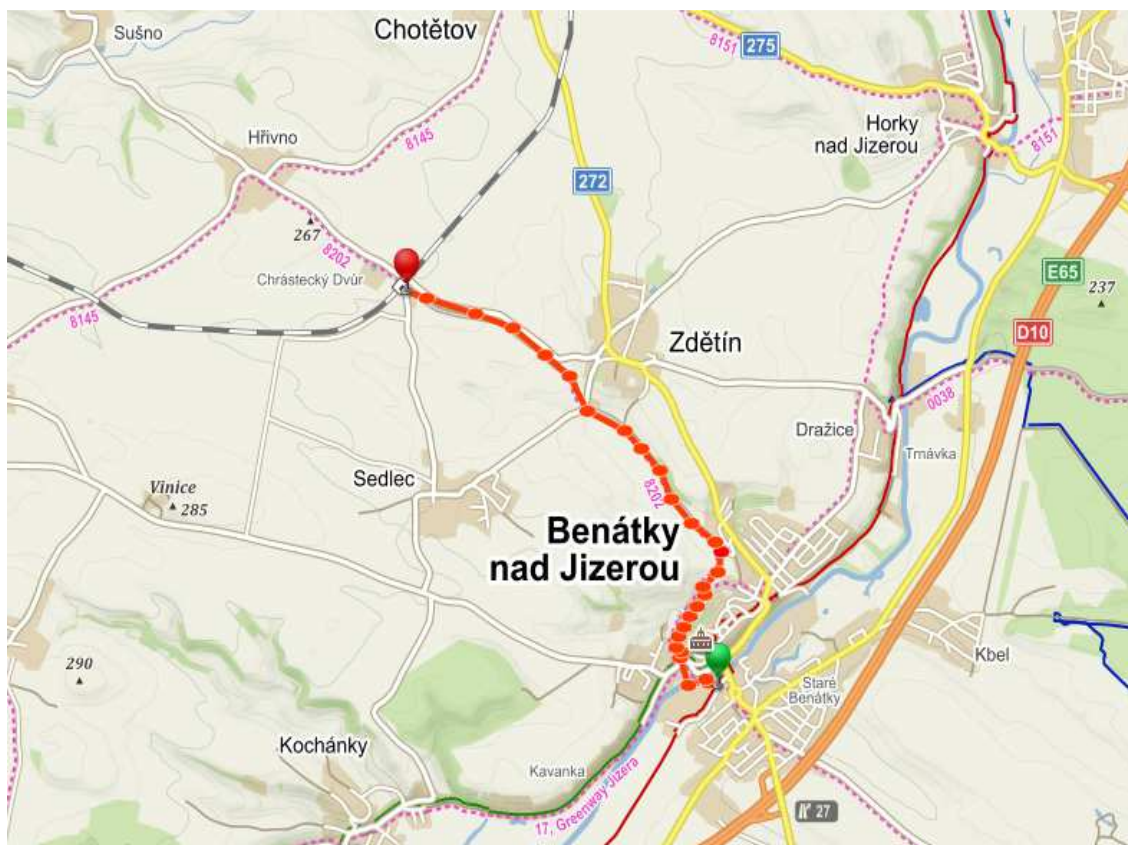 Sušno
Chotětov
8151
275
8145
Hřivno
Horky
nad Jizerou
8151
272
267
8202
Chrástecký Dvůr
E65
237
8145
D10
Zdětín
0038
Dražice
Trnávka
Sedlec
Vinice
285
8202
Benátky
nad Jizerou
290
Kbel
Staré
Benátky
Kochánky
Kavanka
17, Greenway Jizera
27